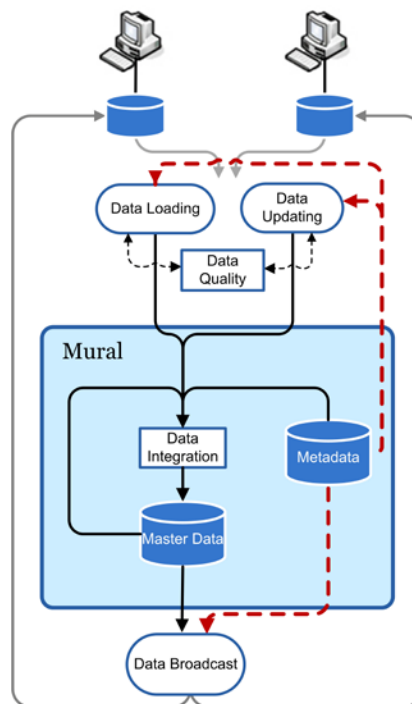 Data Loading
Data
Updating
Data
Quality
Mural
Data
Integration
Metadata
Master Data
Data Broadcast